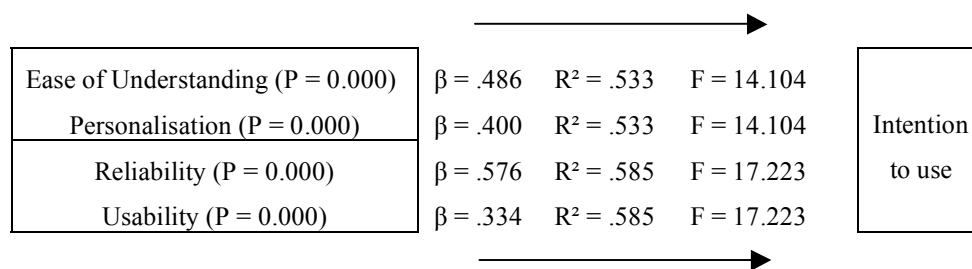 Ease of Understanding (P = 0.000) β = .486 R² = .533 F = 14.104
Personalisation (P = 0.000) β = .400 R² = .533 F = 14.104
Reliability (P = 0.000) β = .576 R² = .585 F = 17.223
Usability (P = 0.000) β = .334 R² = .585 F = 17.223
Intention
to use